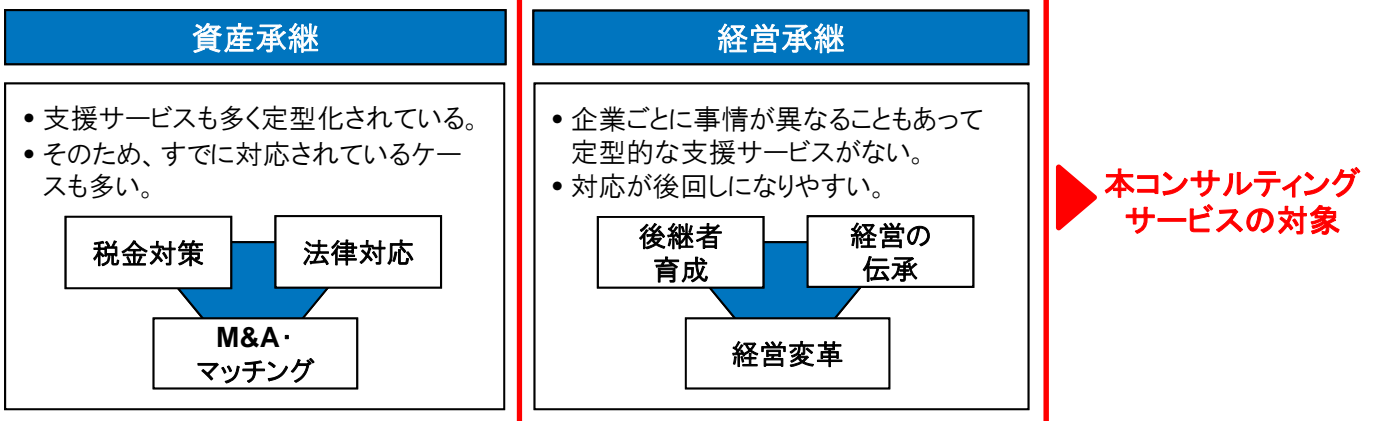 資産承継
• 支援サービスも多く定型化されている。
• そのため、すでに対応されているケー
スも多い。
税金対策
法律対応
M&A・
マッチング
経営承継
• 企業ごとに事情が異なることもあって
定型的な支援サービスがない。
• 対応が後回しになりやすい。
後継者
育成
経営の
伝承
経営変革
本コンサルティング
サービスの対象